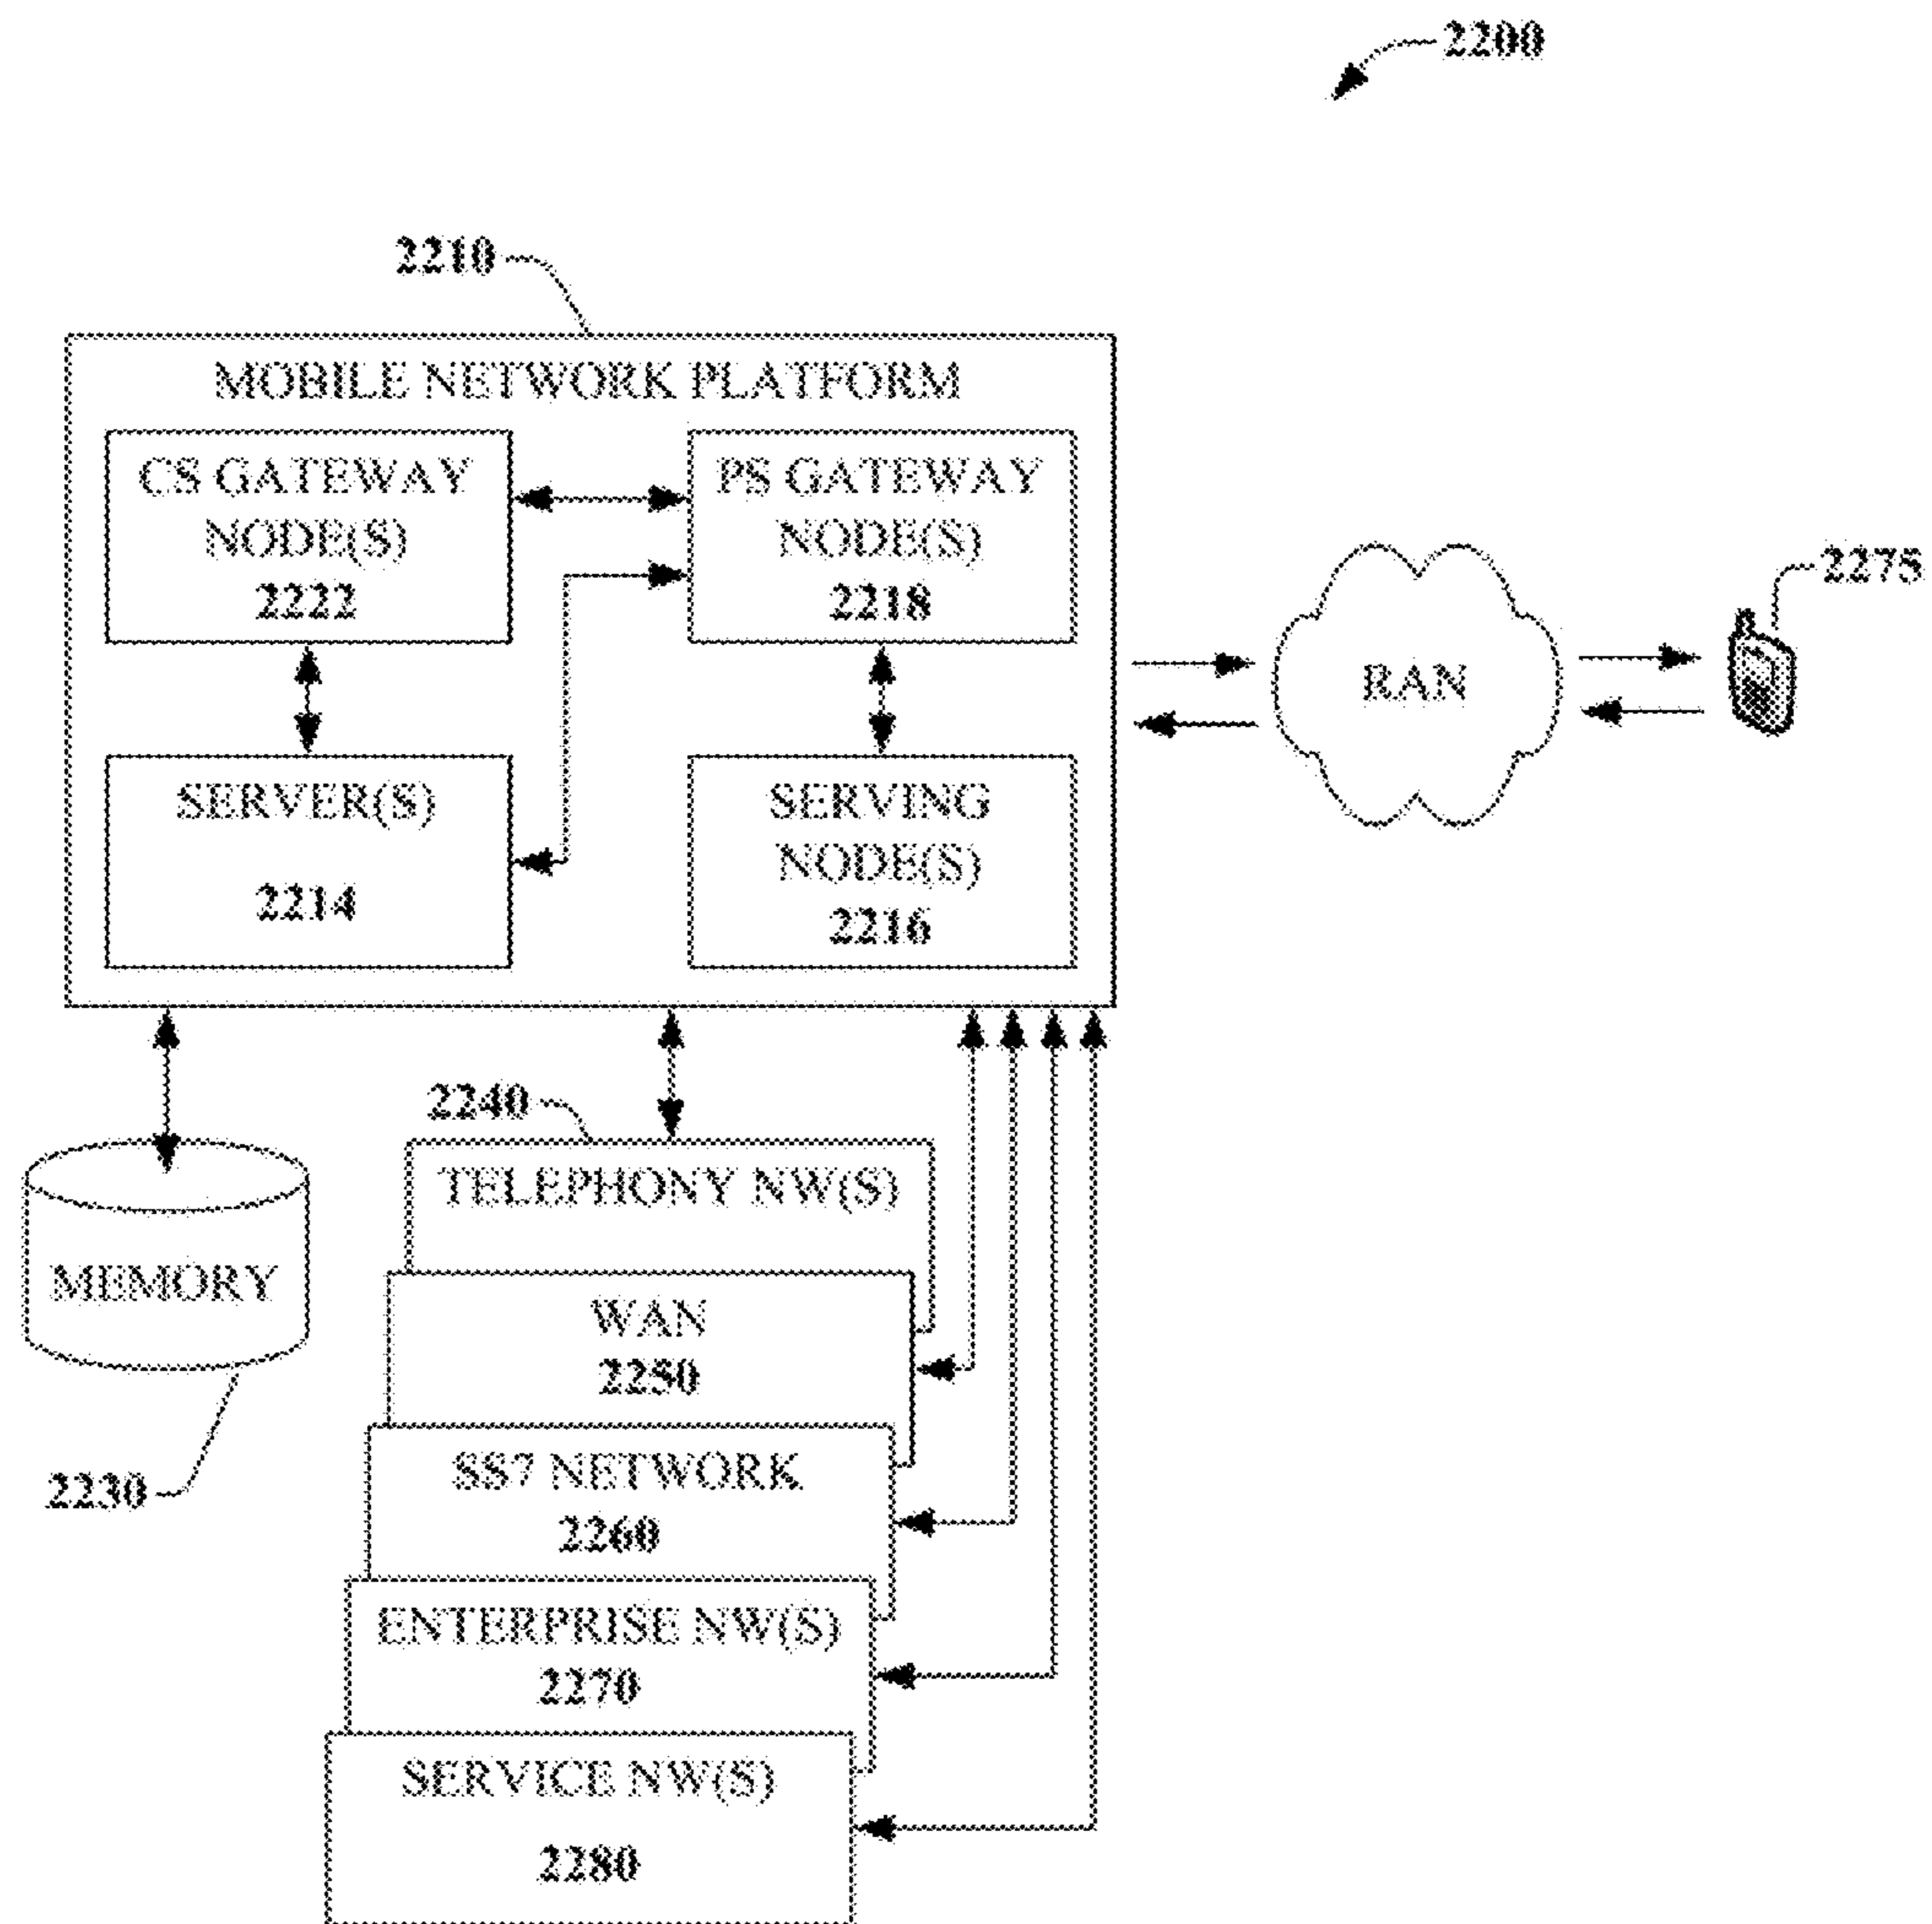 2200
2210
MOBILE NETWORK PLATFORM
CS GATEWAY
NODE(S)
2222
PS GATEWAY
NODE(S)
2218
SERVER(S)
2214
SERVING
NODE(S)
2216
RAN
2275
2240
TELEPHONY NW(S)
MEMORY
2230
WAN
2250
SS7 NETWORK
2260
ENTERPRISE NW(S)
2270
SERVICE NW(S)
2280